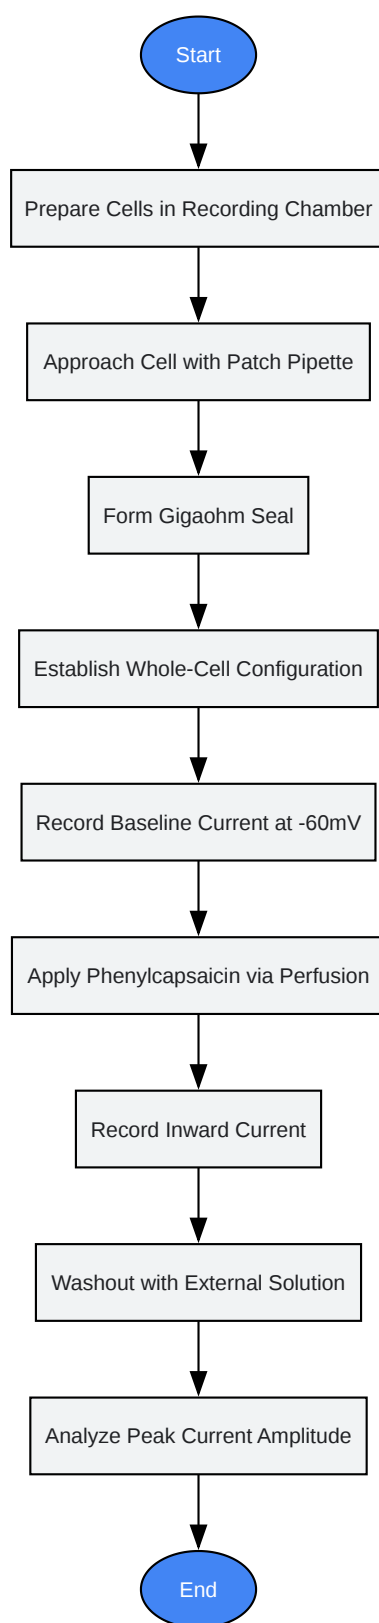 Start
Prepare Cells in Recording Chamber
Approach Cell with Patch Pipette
Form Gigaohm Seal
Establish Whole-Cell Configuration
Record Baseline Current at -60mV
Apply Phenylcapsaicin via Perfusion
Record Inward Current
Washout with External Solution
Analyze Peak Current Amplitude
End